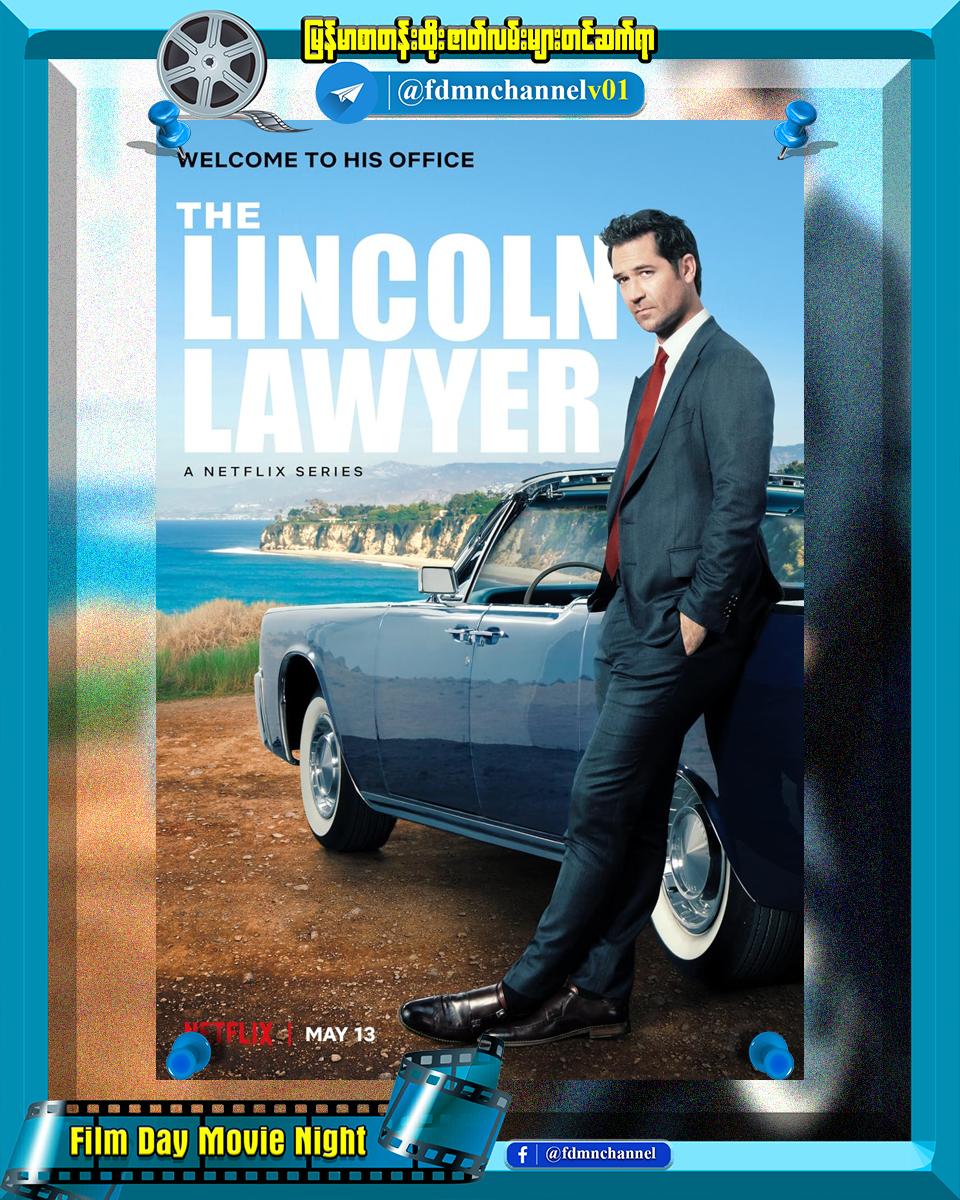 မြန်မာစာတန်းထိုးဇာတ်လမ်းများတင်ဆက်ရာ
@fdmnchannelv01
WELCOME TO HIS OFFICE
THE
LINCOLN
LAWYER
A NETFLIX SERIES
NETFLIX | MAY 13
Film Day Movie Night
f @fdmnchannel